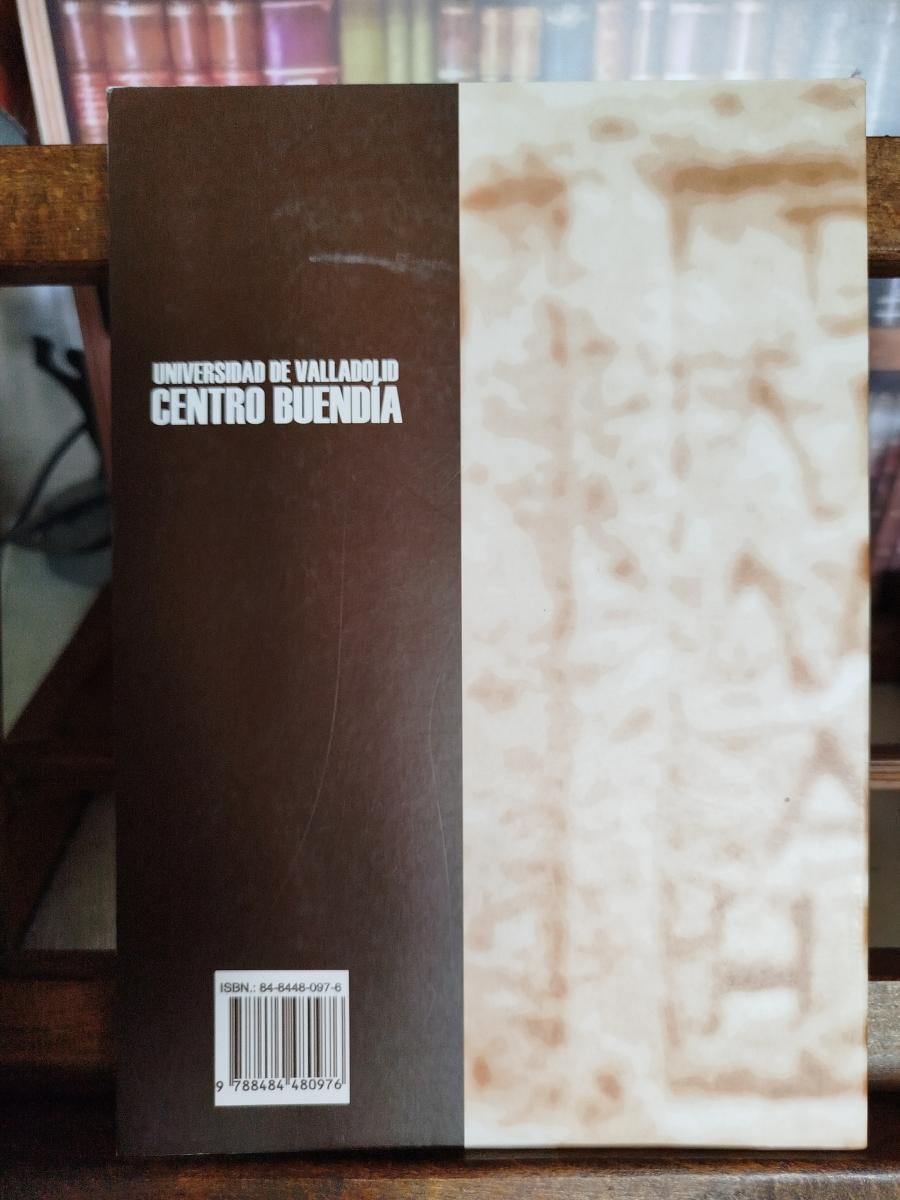 UNIVERSIDAD DE VALLADOLID
CENTRO BUENDÍA
ISBN.: 84-8448-097-6
9 788484 480976